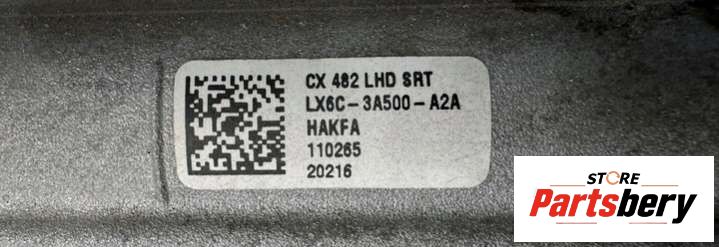 CX 482 LHD SRT
LX6C-3A500-A2A
HAKFA
110265
20216
STORE
Partsbery